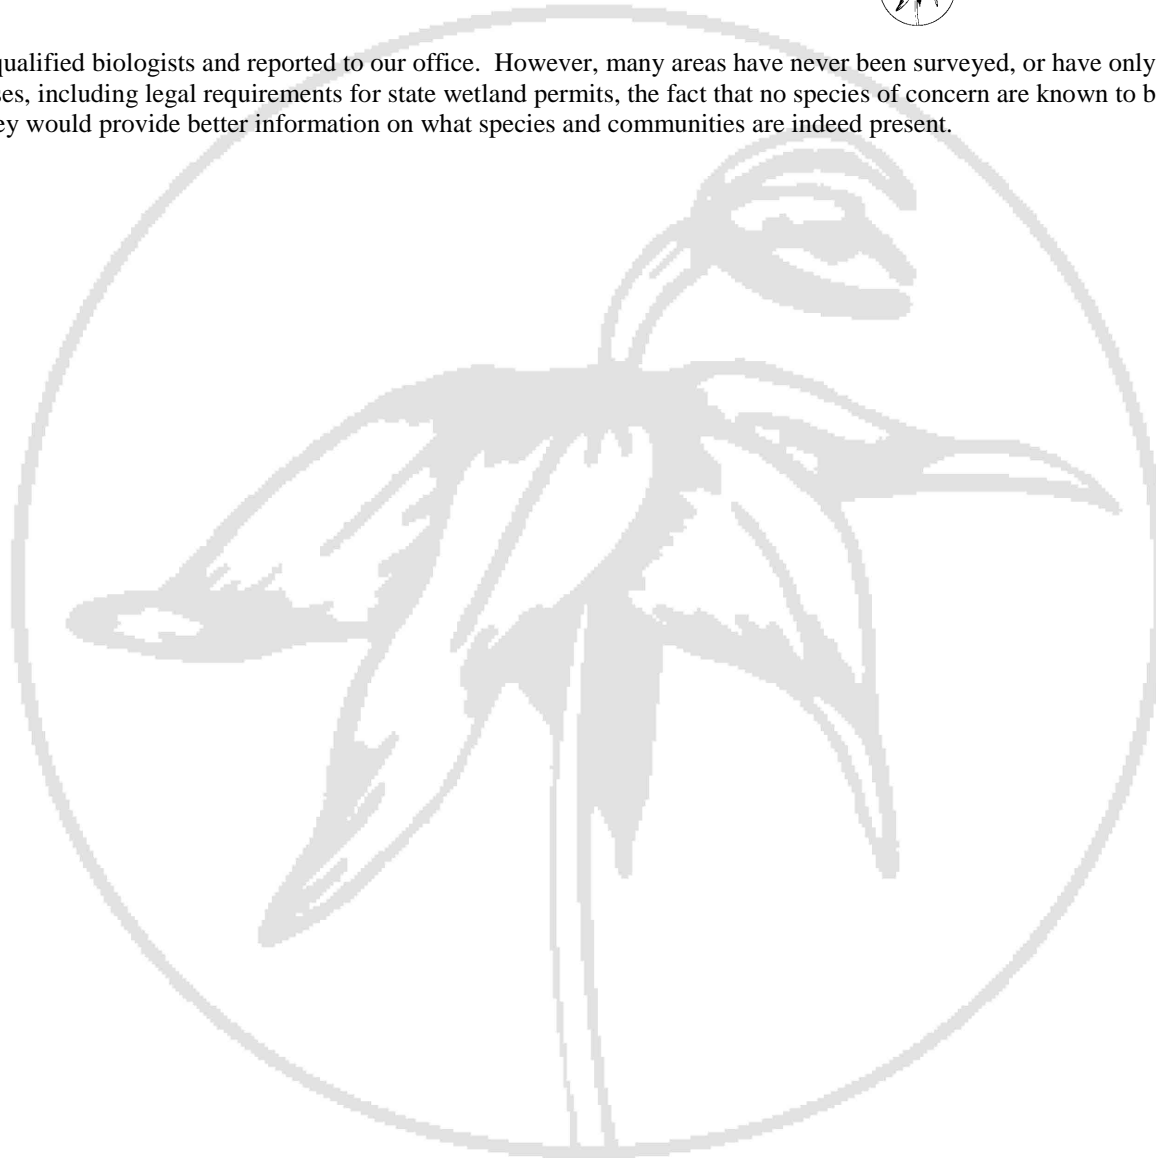 qualified biologists and reported to our office.  However, many areas have never been surveyed, or have only
ses, including legal requirements for state wetland permits, the fact that no species of concern are known to b
ey would provide better information on what species and communities are indeed present.